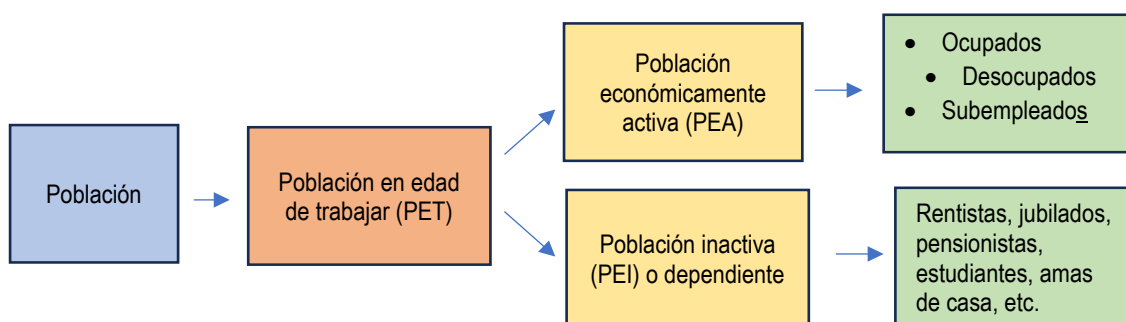 Población
Población en edad
de trabajar (PET)
Población
económicamente
activa (PEA)
• Ocupados
• Desocupados
• Subempleados
Población inactiva
(PEI) o dependiente
Rentistas, jubilados,
pensionistas,
estudiantes, amas
de casa, etc.